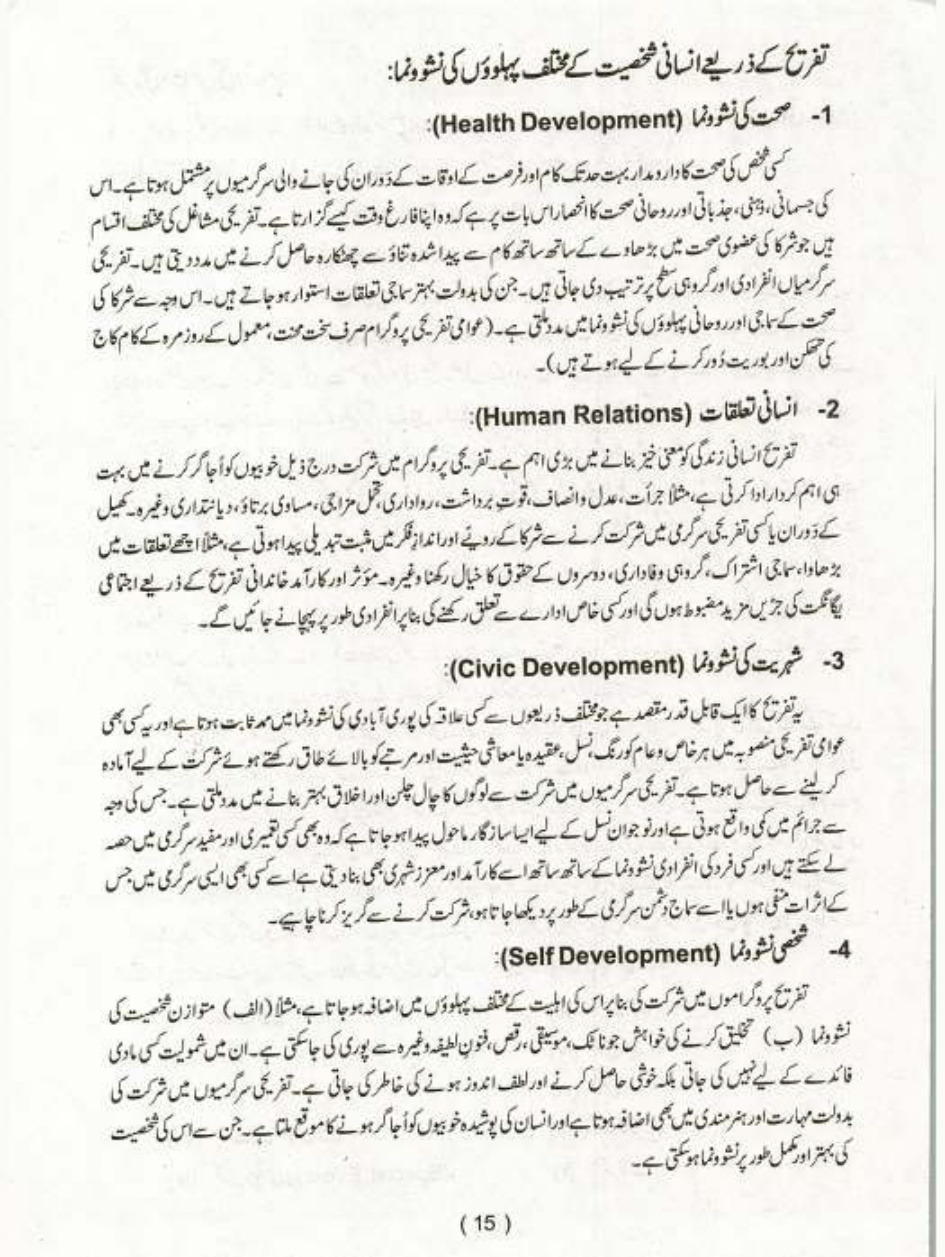 تفریح کے ذریعے انسانی شخصیت کے مختلف پہلوؤں کی نشوونما:
1- صحت کی نشوونما (Health Development):
کسی شخص کی صحت کا دارومدار بہت حد تک کام اور فرصت کے اوقات کے دَوران کی جانے والی سرگرمیوں پر مشتمل ہوتا ہے۔ اس
کی جسمانی، ذہنی، جذباتی اور روحانی صحت کا انحصار اس بات پر ہے کہ وہ اپنا فارغ وقت کیسے گزارتا ہے۔ تفریحی مشاغل کی مختلف اقسام
ہیں جو شرکا کی عضوی صحت میں بڑھاوے کے ساتھ ساتھ کام سے پیدا شدہ تناؤ سے چھٹکارہ حاصل کرنے میں مدد دیتی ہیں۔ تفریحی
سرگرمیاں انفرادی اور گروہی سطح پر ترتیب دی جاتی ہیں۔ جن کی بدولت بہتر سماجی تعلقات استوار ہو جاتے ہیں۔ اس وجہ سے شرکا کی
صحت کے سماجی اور روحانی پہلوؤں کی نشوونما میں مدد ملتی ہے۔ (عوامی تفریحی پروگرام صرف سخت محنت، معمول کے روزمرہ کے کام کاج
کی تھکن اور بوریت دُور کرنے کے لیے ہوتے ہیں)۔
2- انسانی تعلقات (Human Relations):
تفریح انسانی زندگی کو معنی خیز بنانے میں بڑی اہم ہے۔ تفریحی پروگرام میں شرکت درج ذیل خوبیوں کو اُجاگر کرنے میں بہت
ہی اہم کردار ادا کرتی ہے، مثلاً جرأت، عدل و انصاف، قوتِ برداشت، رواداری، تحمل مزاجی، مساوی برتاؤ، دیانتداری وغیرہ۔ کھیل
کے دَوران یا کسی تفریحی سرگرمی میں شرکت کرنے سے شرکا کے رویے اور اندازِ فکر میں مثبت تبدیلی پیدا ہوتی ہے، مثلاً اچھے تعلقات میں
بڑھاوا، سماجی اشتراک، گروہی وفاداری، دوسروں کے حقوق کا خیال رکھنا وغیرہ۔ مؤثر اور کارآمد خاندانی تفریح کے ذریعے اجتماعی
یگانگت کی جڑیں مزید مضبوط ہوں گی اور کسی خاص ادارے سے تعلق رکھنے کی بنا پر انفرادی طور پر پہچانے جائیں گے۔
3- شہریت کی نشوونما (Civic Development):
یہ تفریح کا ایک قابلِ قدر مقصد ہے جو مختلف ذریعوں سے کسی علاقہ کی پوری آبادی کی نشوونما میں ممد ثابت ہوتا ہے اور یہ کسی بھی
عوامی تفریحی منصوبہ میں ہر خاص و عام کو رنگ، نسل، عقیدہ یا معاشی حیثیت اور مرتبے کو بالائے طاق رکھتے ہوئے شرکت کے لیے آمادہ
کر لینے سے حاصل ہوتا ہے۔ تفریحی سرگرمیوں میں شرکت سے لوگوں کا چال چلن اور اخلاق بہتر بنانے میں مدد ملتی ہے۔ جس کی وجہ
سے جرائم میں کمی واقع ہوتی ہے اور نوجوان نسل کے لیے ایسا سازگار ماحول پیدا ہو جاتا ہے کہ وہ بھی کسی تعمیری اور مفید سرگرمی میں حصہ
لے سکتے ہیں اور کسی فرد کی انفرادی نشوونما کے ساتھ ساتھ اسے کارآمد اور معزز شہری بھی بنا دیتی ہے اسے کسی بھی ایسی سرگرمی میں جس
کے اثرات منفی ہوں یا اسے سماج دشمن سرگرمی کے طور پر دیکھا جاتا ہو، شرکت کرنے سے گریز کرنا چاہیے۔
4- شخصی نشوونما (Self Development):
تفریح پروگراموں میں شرکت کی بنا پر اس کی اہلیت کے مختلف پہلوؤں میں اضافہ ہو جاتا ہے، مثلاً (الف) متوازن شخصیت کی
نشوونما (ب) تخلیق کرنے کی خواہش جو ناٹک، موسیقی، رقص، فنونِ لطیفہ وغیرہ سے پوری کی جاسکتی ہے۔ ان میں شمولیت کسی مادی
فائدے کے لیے نہیں کی جاتی بلکہ خوشی حاصل کرنے اور لطف اندوز ہونے کی خاطر کی جاتی ہے۔ تفریحی سرگرمیوں میں شرکت کی
بدولت مہارت اور ہنرمندی میں بھی اضافہ ہوتا ہے اور انسان کی پوشیدہ خوبیوں کو اُجاگر ہونے کا موقع ملتا ہے۔ جن سے اس کی شخصیت
کی بہتر اور مکمل طور پر نشوونما ہو سکتی ہے۔
( 15 )